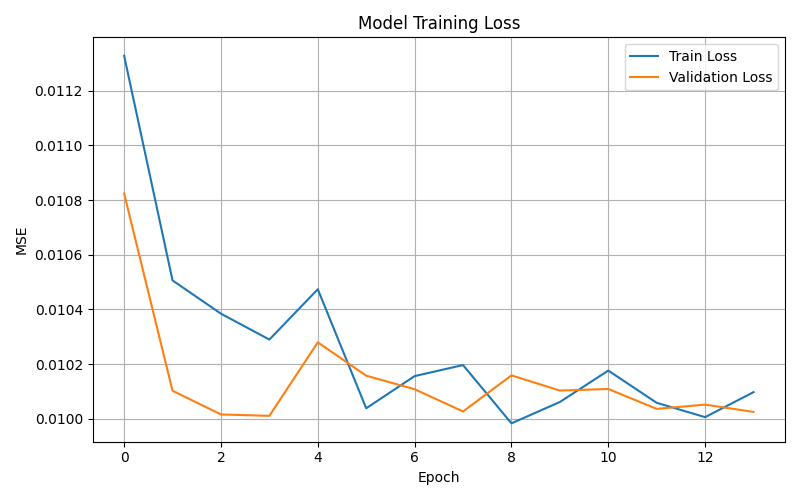 Model Training Loss
Train Loss
Validation Loss
0.0112
0.0110
0.0108
0.0106
0.0104
0.0102
0.0100
MSE
0 2 4 6 8 10 12
Epoch